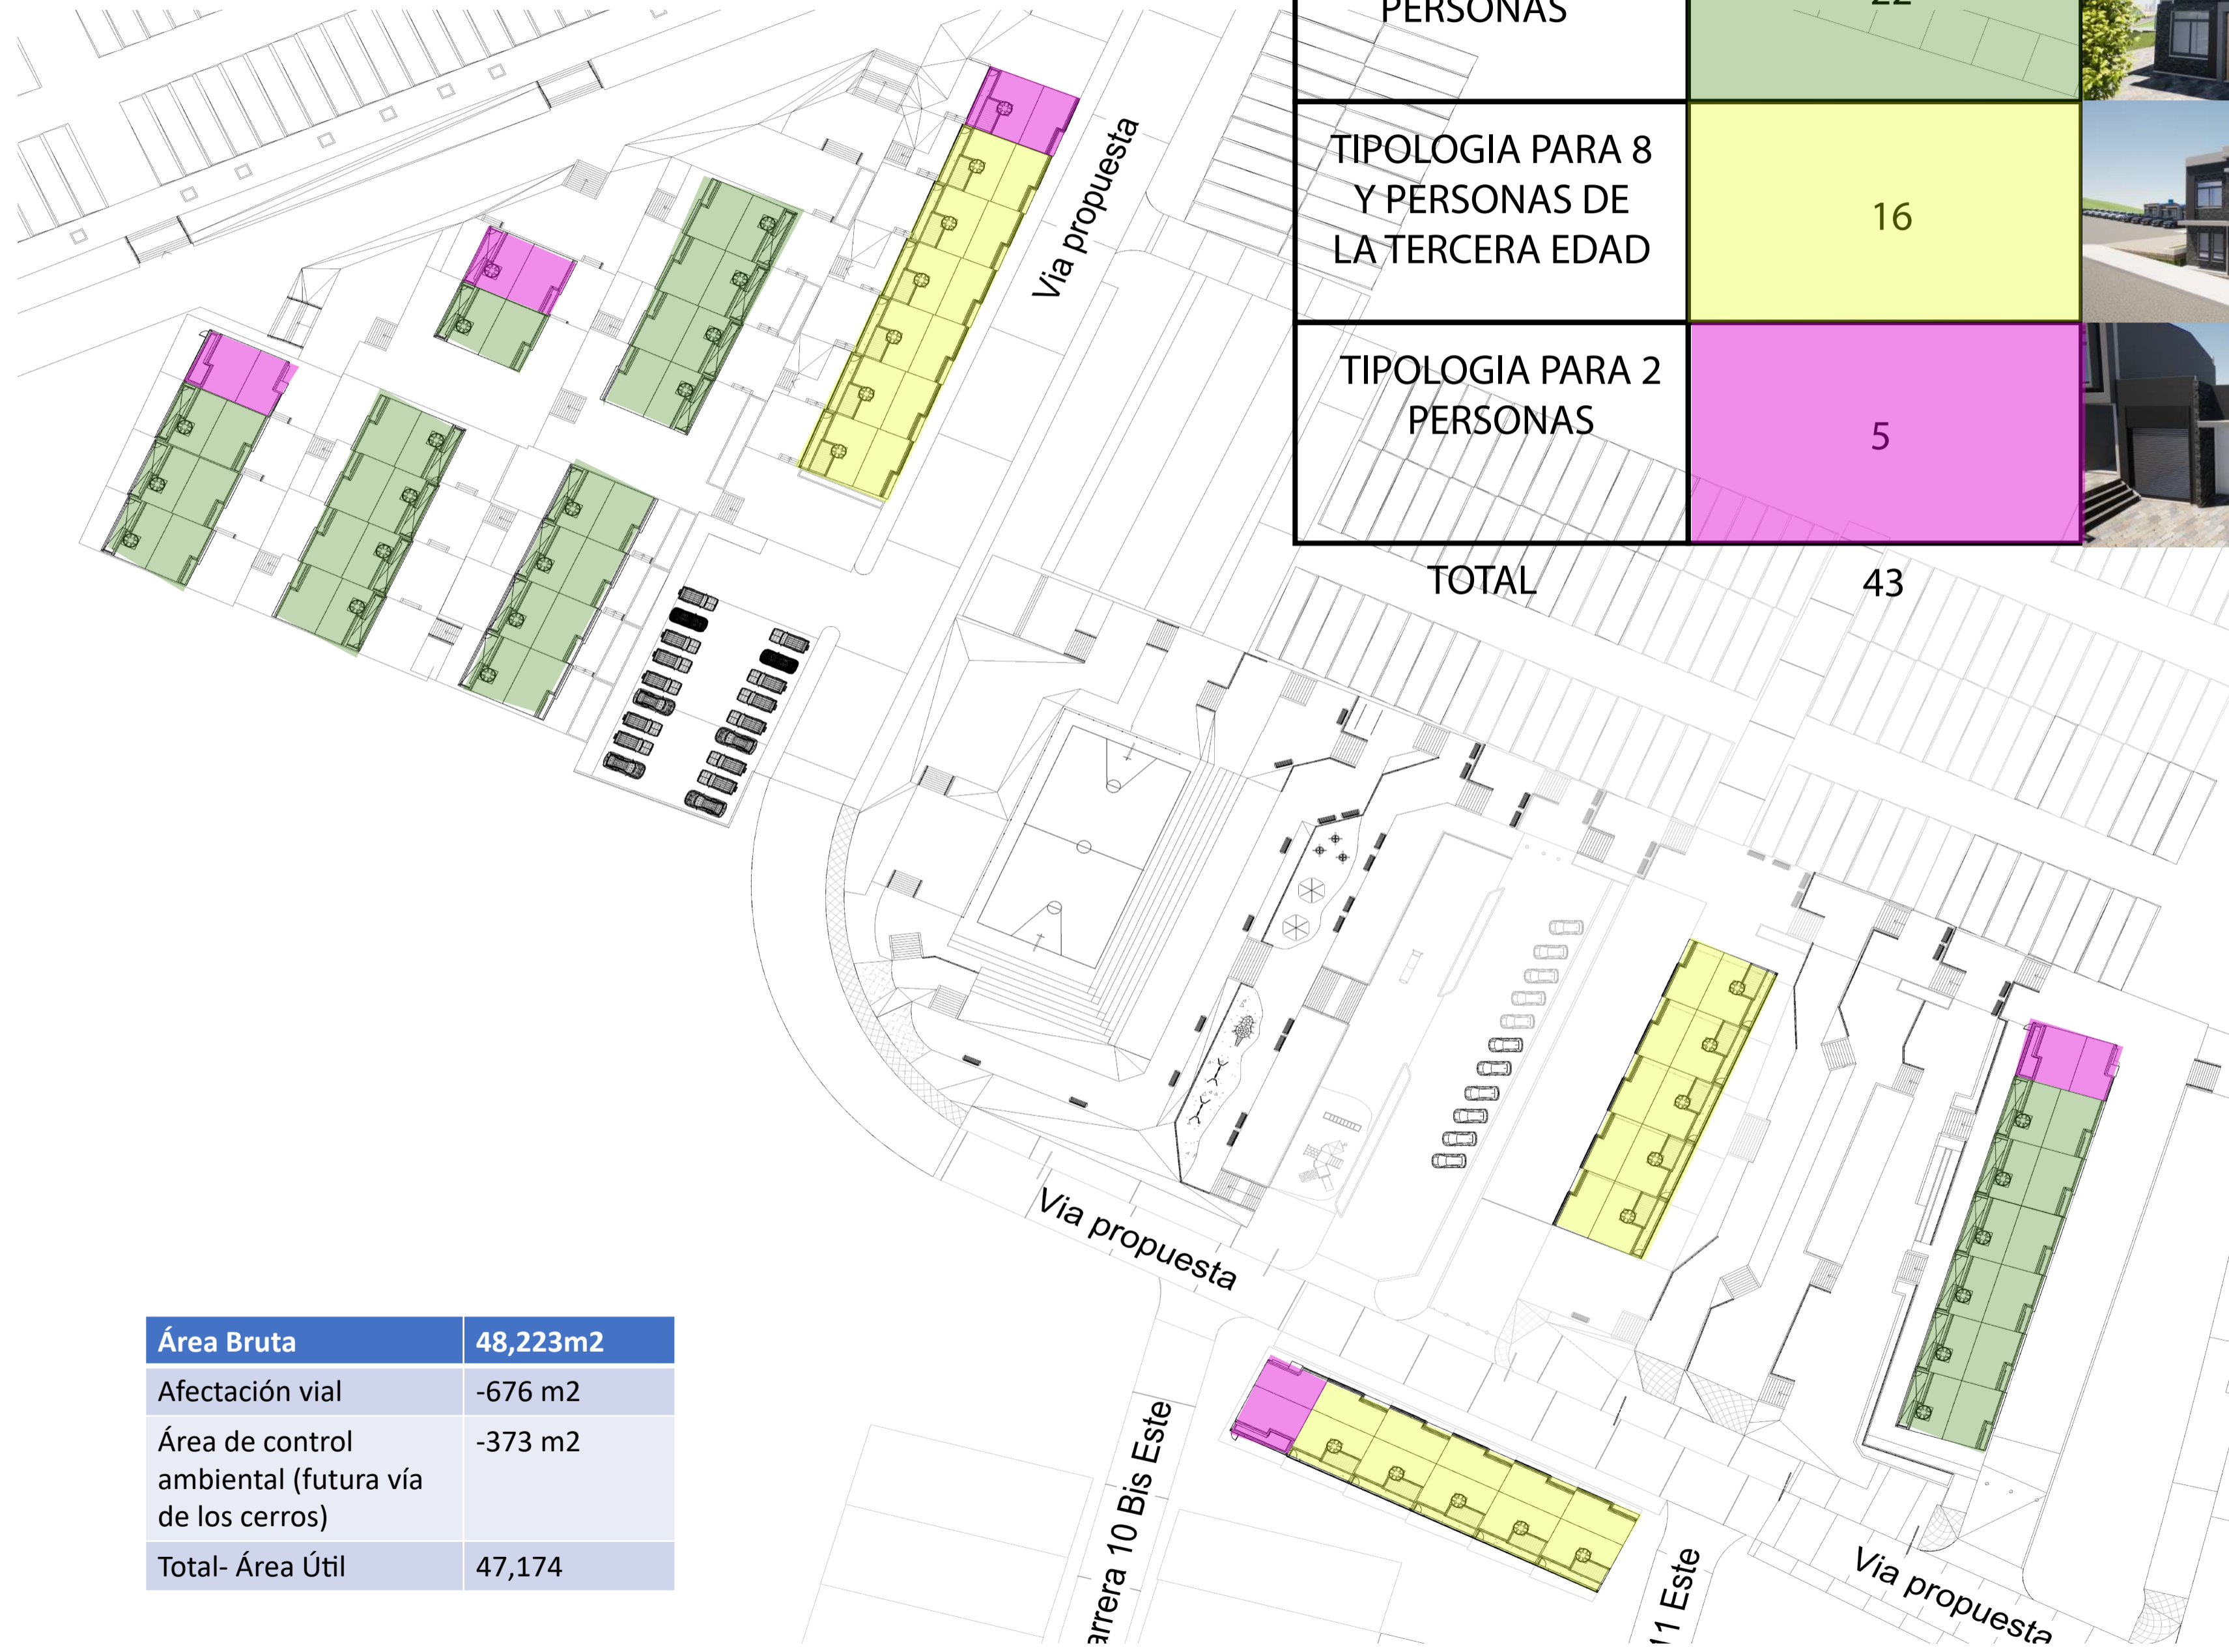 PERSONAS
22
TIPOLOGIA PARA 8
Y PERSONAS DE
LA TERCERA EDAD
16
TIPOLOGIA PARA 2
PERSONAS
5
TOTAL
43
Via propuesta
Via propuesta
Via propuesta
arrera 10 Bis Este
11 Este
Área Bruta
48,223m2
Afectación vial
-676 m2
Área de control
ambiental (futura vía
de los cerros)
-373 m2
Total- Área Útil
47,174